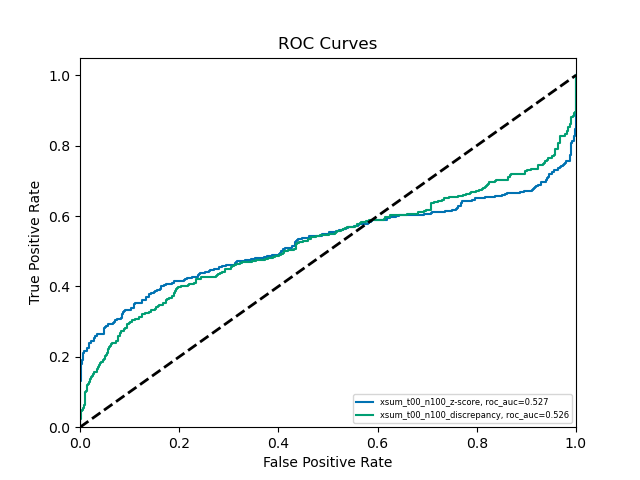 ROC Curves
1.0
0.8
0.6
0.4
0.2
0.0
True Positive Rate
xsum_t00_n100_z-score, roc_auc=0.527
xsum_t00_n100_discrepancy, roc_auc=0.526
0.0 0.2 0.4 0.6 0.8 1.0
False Positive Rate